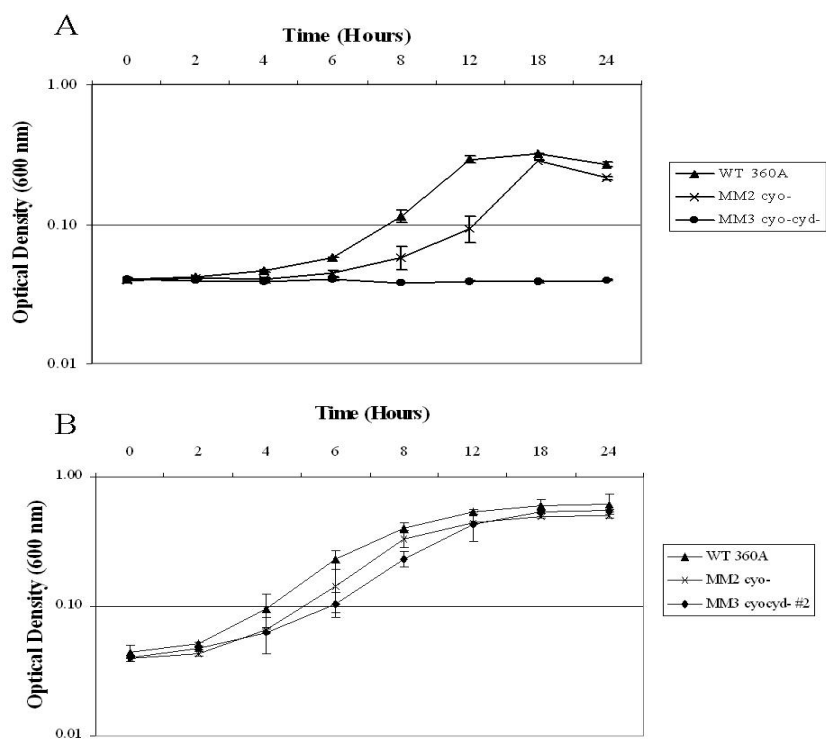 A
Time (Hours)
0 2 4 6 8 12 18 24
1.00
0.10
0.01
Optical Density (600 nm)
WT 360A
MM2 cyo-
MM3 cyo-cyd-
B
Time (Hours)
0 2 4 6 8 12 18 24
1.00
0.10
0.01
Optical Density (600 nm)
WT 360A
MM2 cyo-
MM3 cyocyd- #2